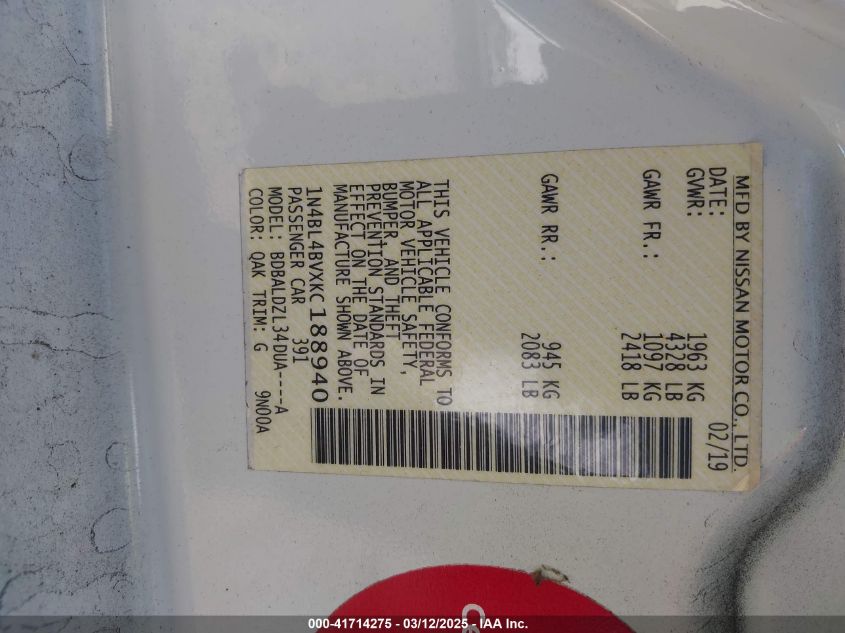 MFD BY NISSAN MOTOR CO., LTD.
DATE: 02/19
GVWR: 1963 KG
4328 LB
GAWR FR.: 1097 KG
2418 LB
GAWR RR.: 945 KG
2083 LB
THIS VEHICLE CONFORMS TO
ALL APPLICABLE FEDERAL
MOTOR VEHICLE SAFETY,
BUMPER, AND THEFT
PREVENTION STANDARDS IN
EFFECT ON THE DATE OF
MANUFACTURE SHOWN ABOVE.
1N4BL4BVXKC188940
PASSENGER CAR 391
MODEL: BDBALDZL34DUA----A
COLOR: QAK TRIM: G 9N00A
000-41714275 - 03/12/2025 - IAA Inc.